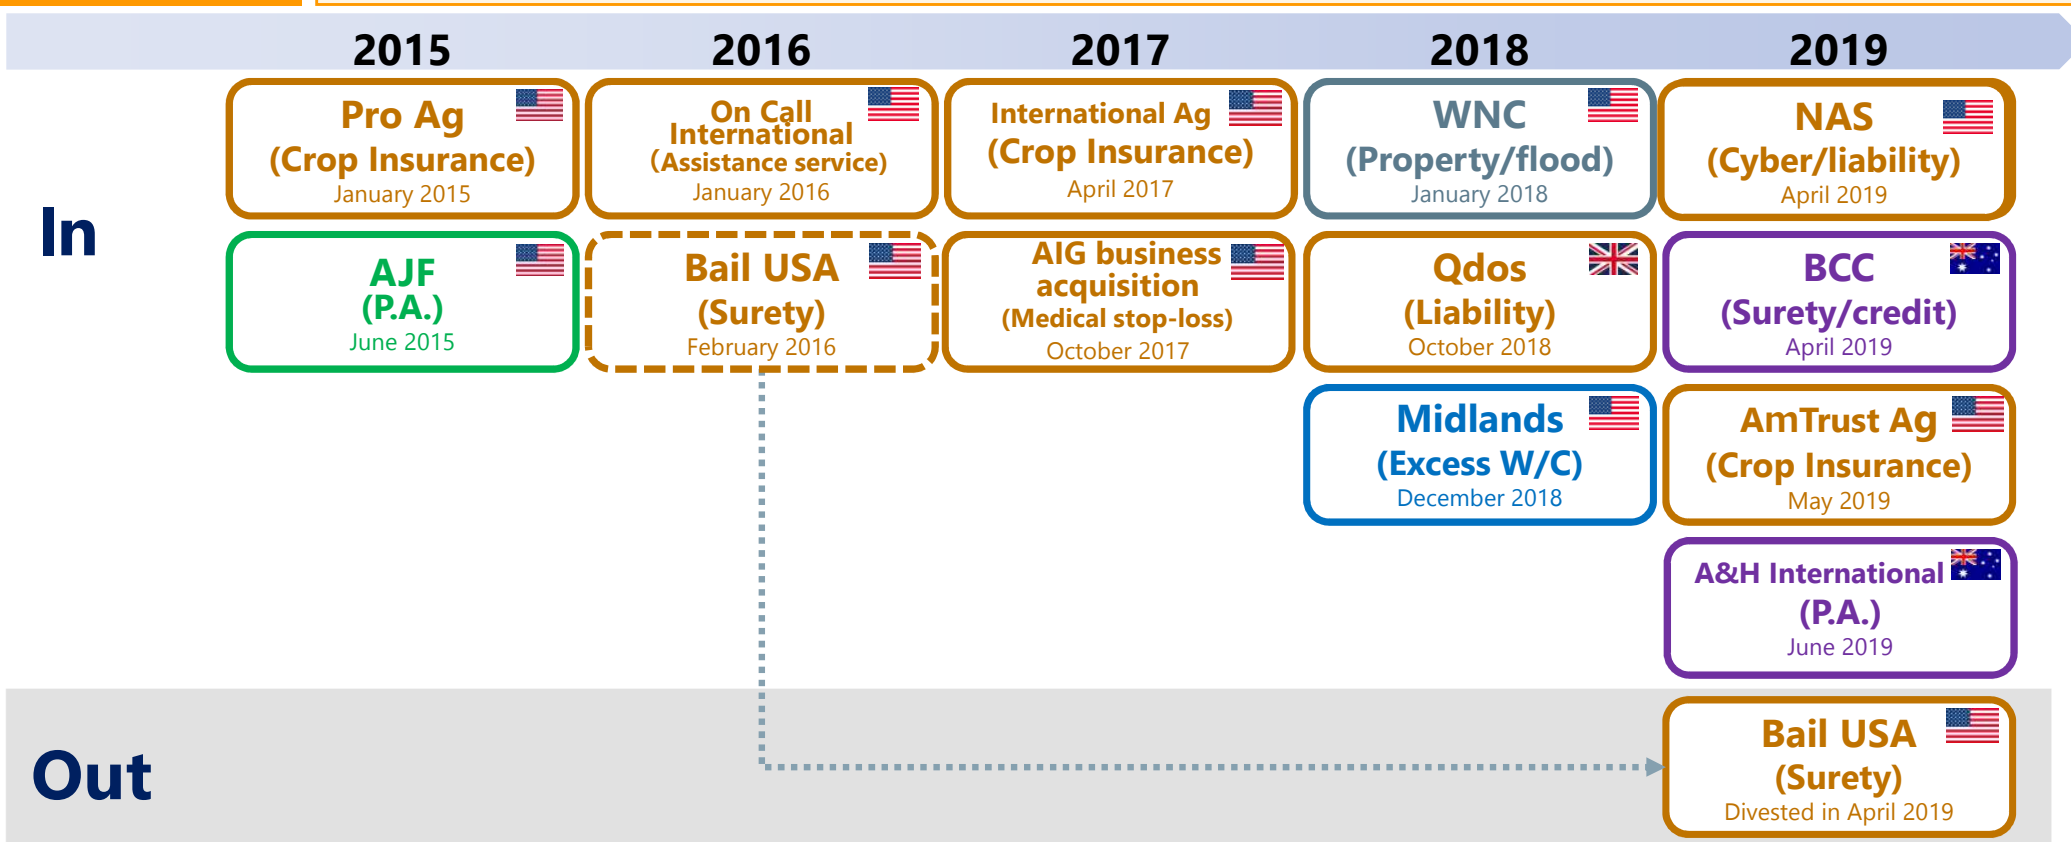 2015
2016
2017
2018
2019
In
Pro Ag
(Crop Insurance)
January 2015
On Call
International
(Assistance service)
January 2016
International Ag
(Crop Insurance)
April 2017
WNC
(Property/flood)
January 2018
NAS
(Cyber/liability)
April 2019
AJF
(P.A.)
June 2015
Bail USA
(Surety)
February 2016
AIG business
acquisition
(Medical stop-loss)
October 2017
Qdos
(Liability)
October 2018
BCC
(Surety/credit)
April 2019
Midlands
(Excess W/C)
December 2018
AmTrust Ag
(Crop Insurance)
May 2019
A&H International
(P.A.)
June 2019
Out
Bail USA
(Surety)
Divested in April 2019